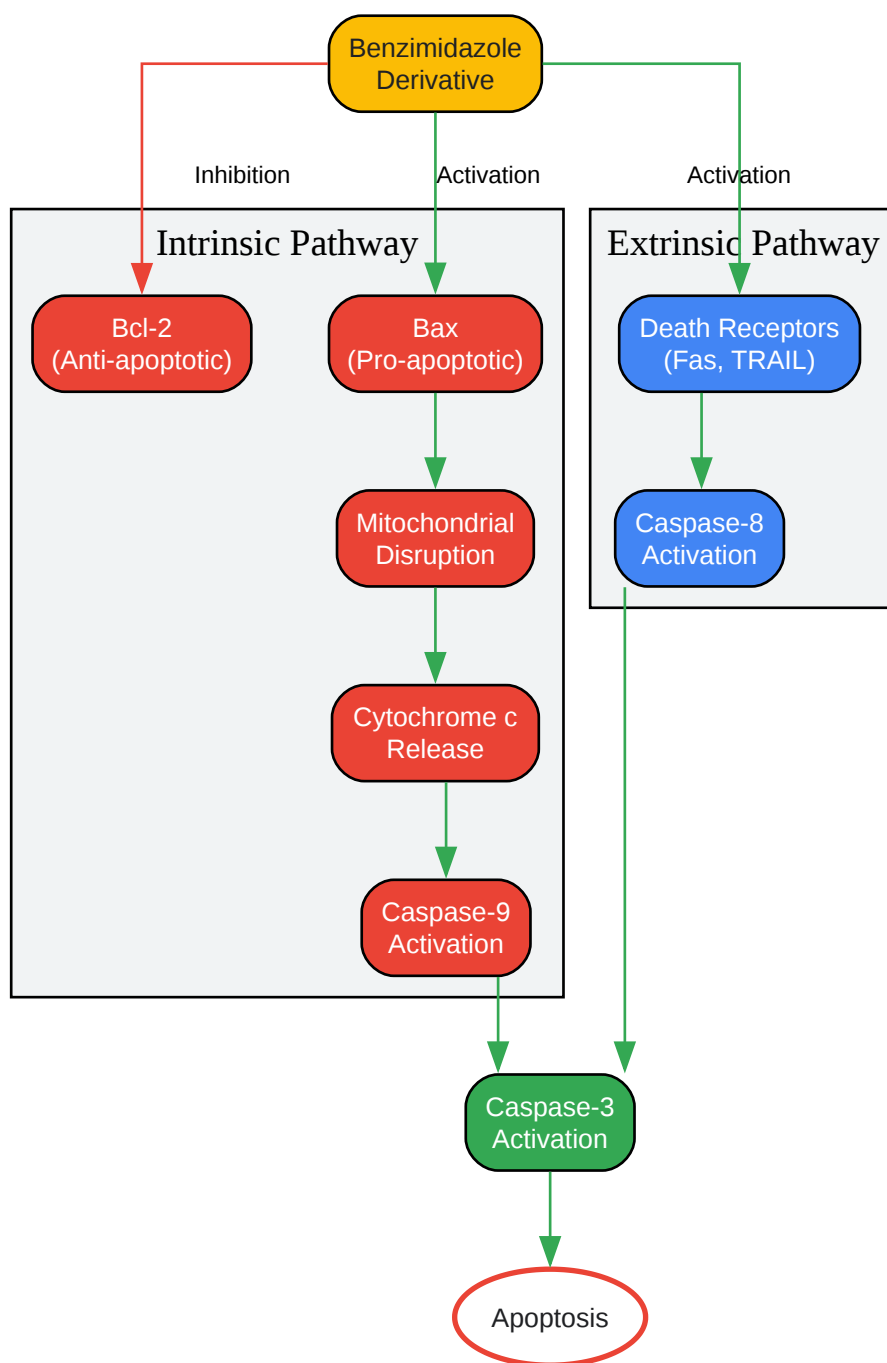 Benzimidazole
Derivative
Inhibition
Activation
Activation
Intrinsic Pathway
Extrinsic Pathway
Bcl-2
(Anti-apoptotic)
Bax
(Pro-apoptotic)
Death Receptors
(Fas, TRAIL)
Mitochondrial
Disruption
Caspase-8
Activation
Cytochrome c
Release
Caspase-9
Activation
Caspase-3
Activation
Apoptosis